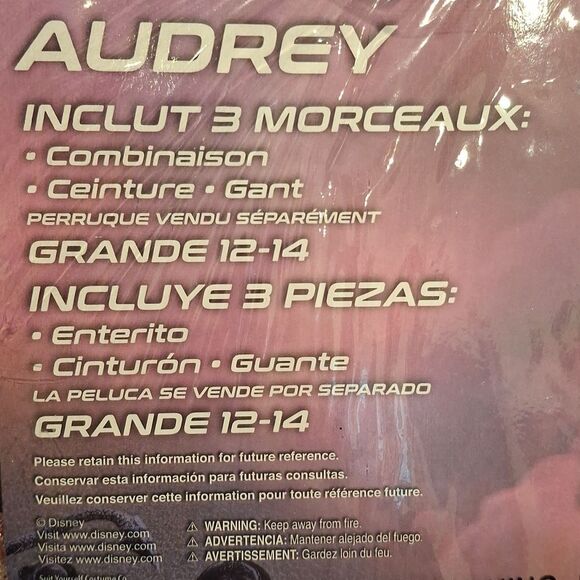 AUDREY
INCLUT 3 MORCEAUX:
• Combinaison
• Ceinture • Gant
PERRUQUE VENDU SÉPARÉMENT
GRANDE 12-14
INCLUYE 3 PIEZAS:
• Enterito
• Cinturón • Guante
LA PELUCA SE VENDE POR SEPARADO
GRANDE 12-14
Please retain this information for future reference.
Conservar esta información para futuras consultas.
Veuillez conserver cette information pour toute référence future.
© Disney
Visit www.disney.com
Visita www.disney.com
Visitez www.disney.com
⚠ WARNING: Keep away from fire.
⚠ ADVERTENCIA: Mantener alejado del fuego.
⚠ AVERTISSEMENT: Gardez loin du feu.
Suit Yourself Costume Co.